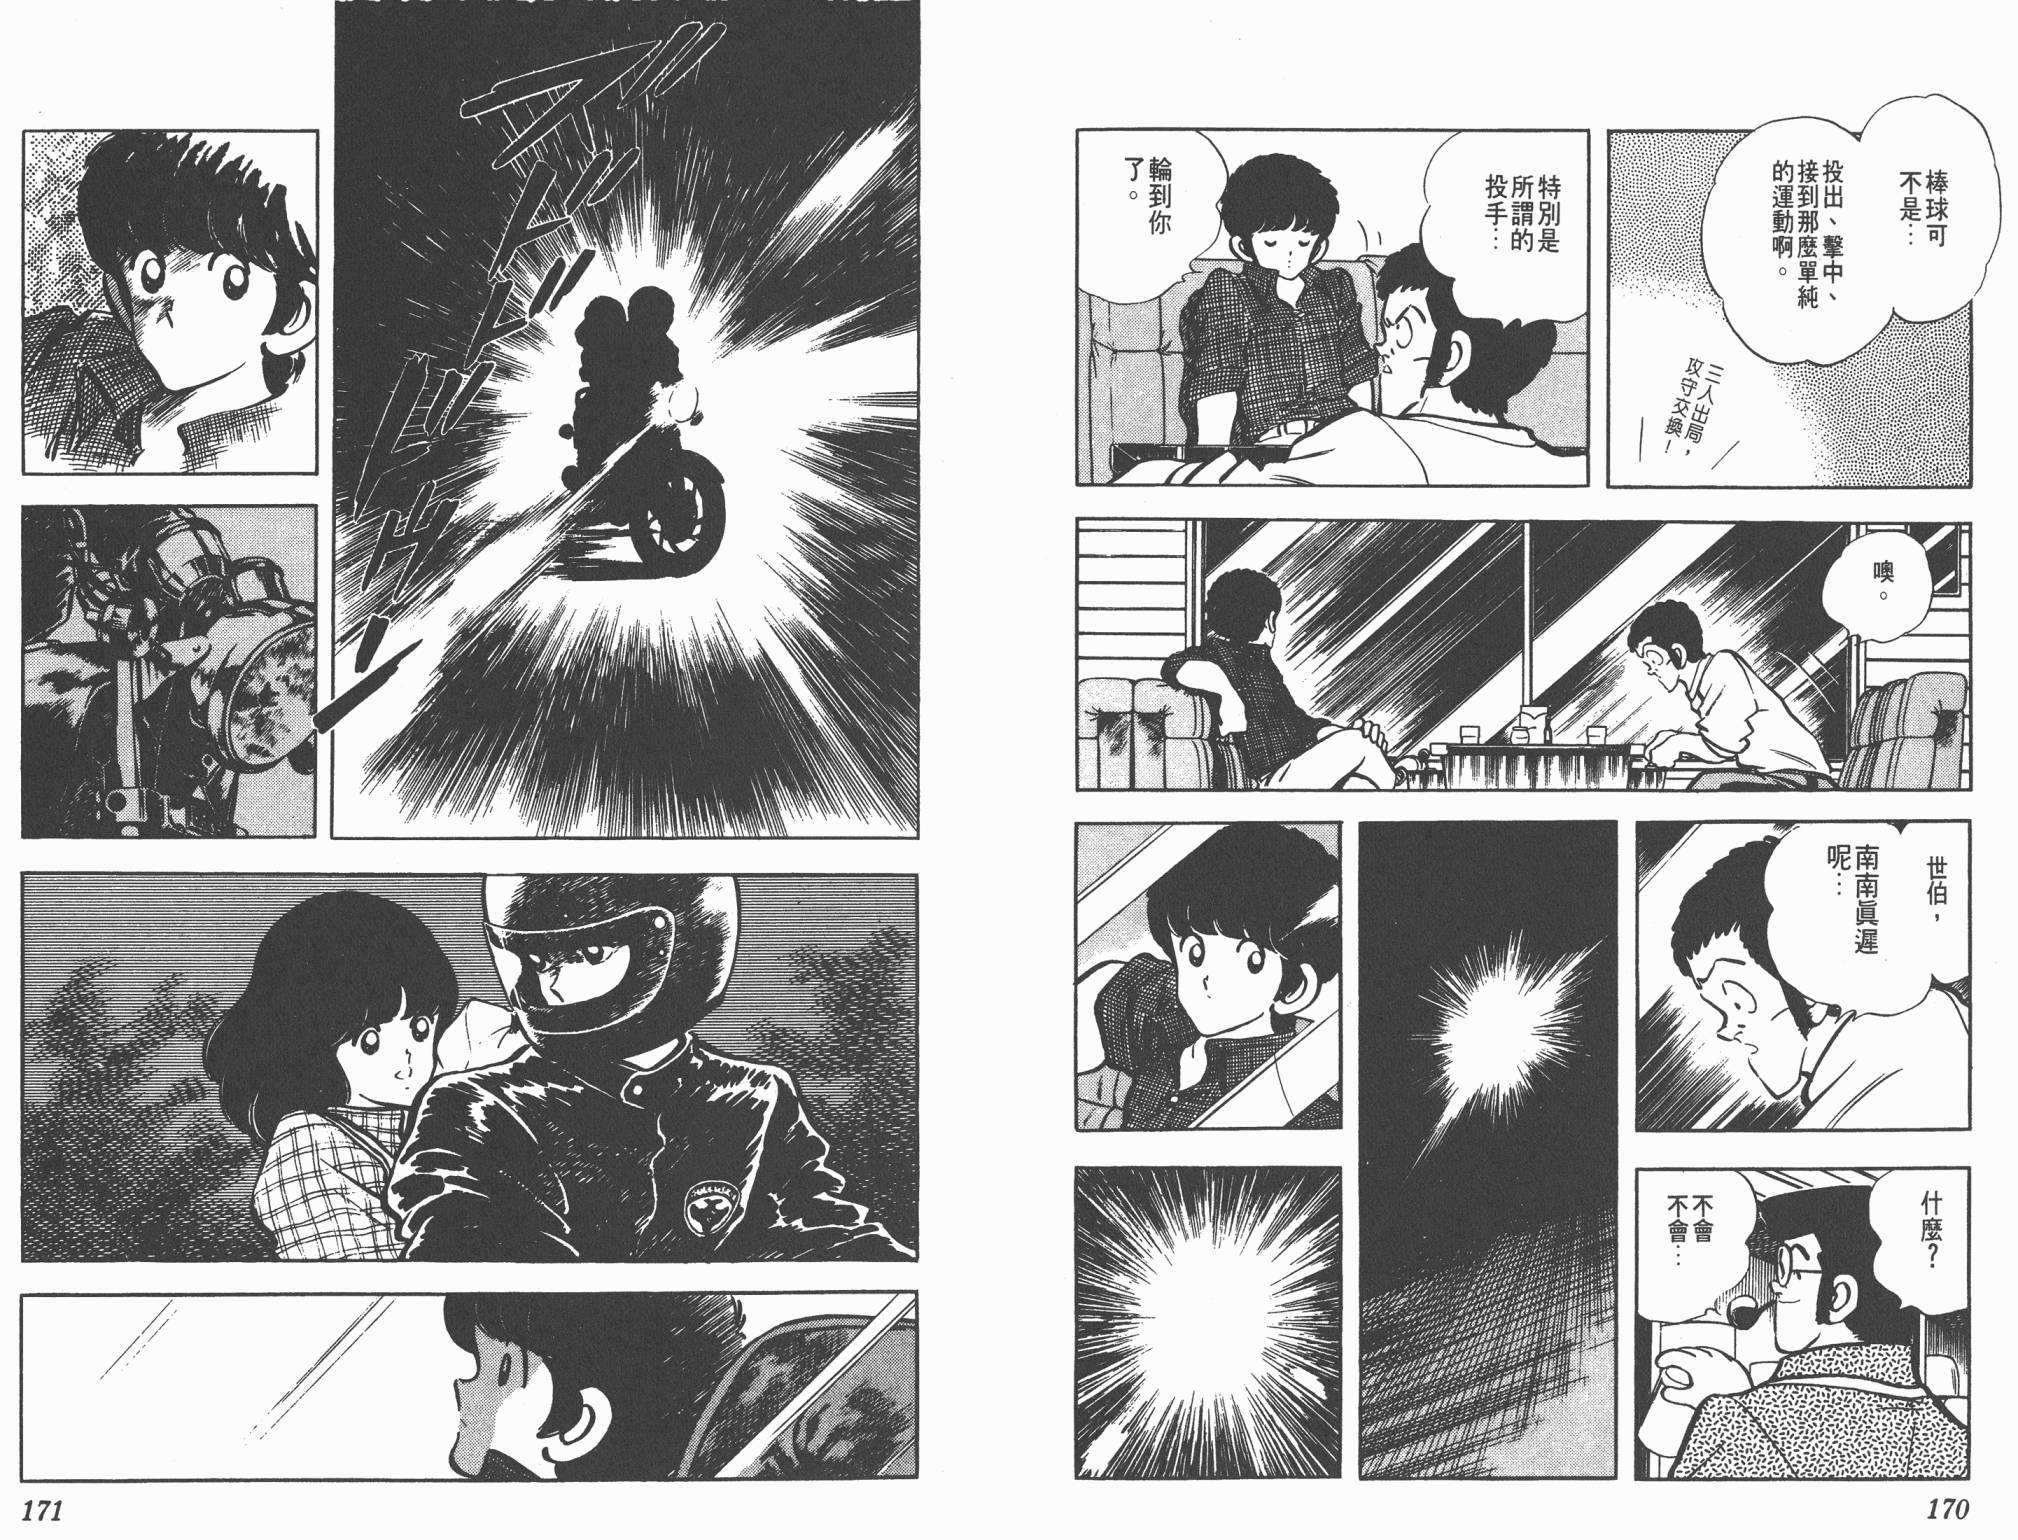 棒球可
不是…
投出、擊中、
接到那麼單純
的運動啊。
三人出局，
攻守交換！
特別是
所謂的
投手…
輪到你
了。
噢。
世伯，
南南眞遲
呢…
什麼？
不會
不會…
170
171